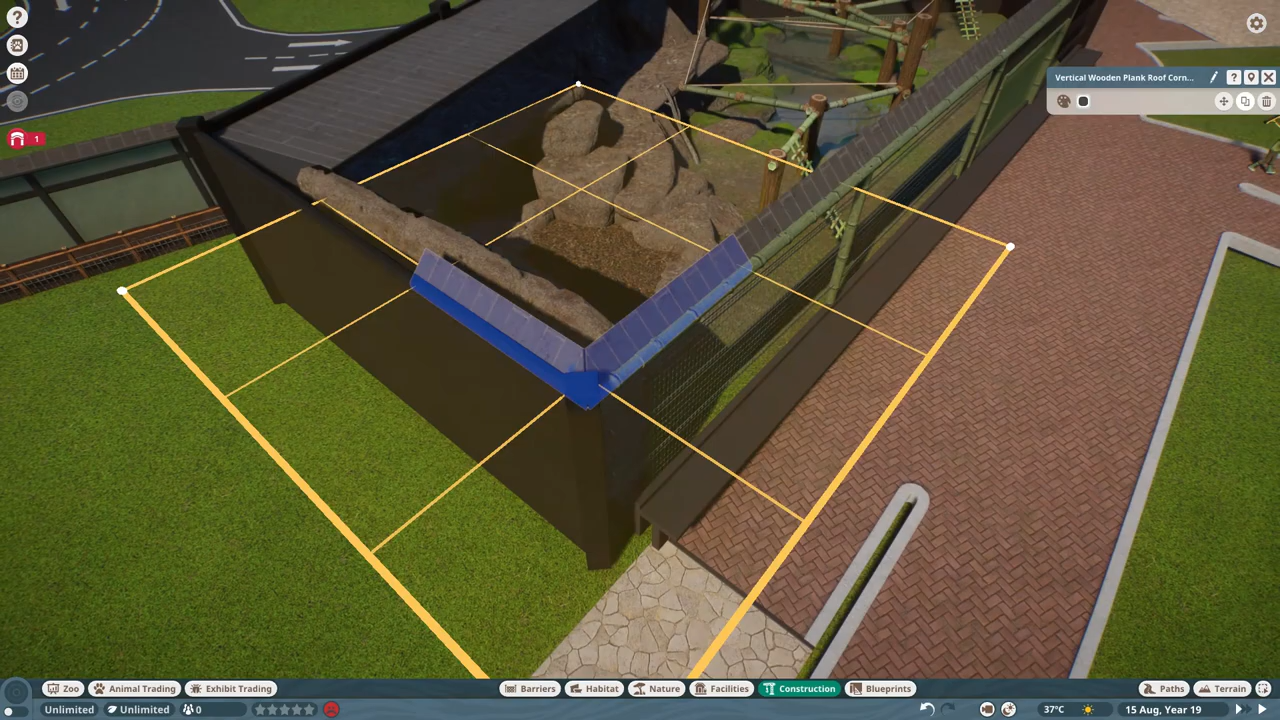 ?
Vertical Wooden Plank Roof Corn...
?
1
Zoo
Animal Trading
Exhibit Trading
Barriers
Habitat
Nature
Facilities
Construction
Blueprints
Paths
Terrain
Unlimited
Unlimited
0
37°C
15 Aug, Year 19